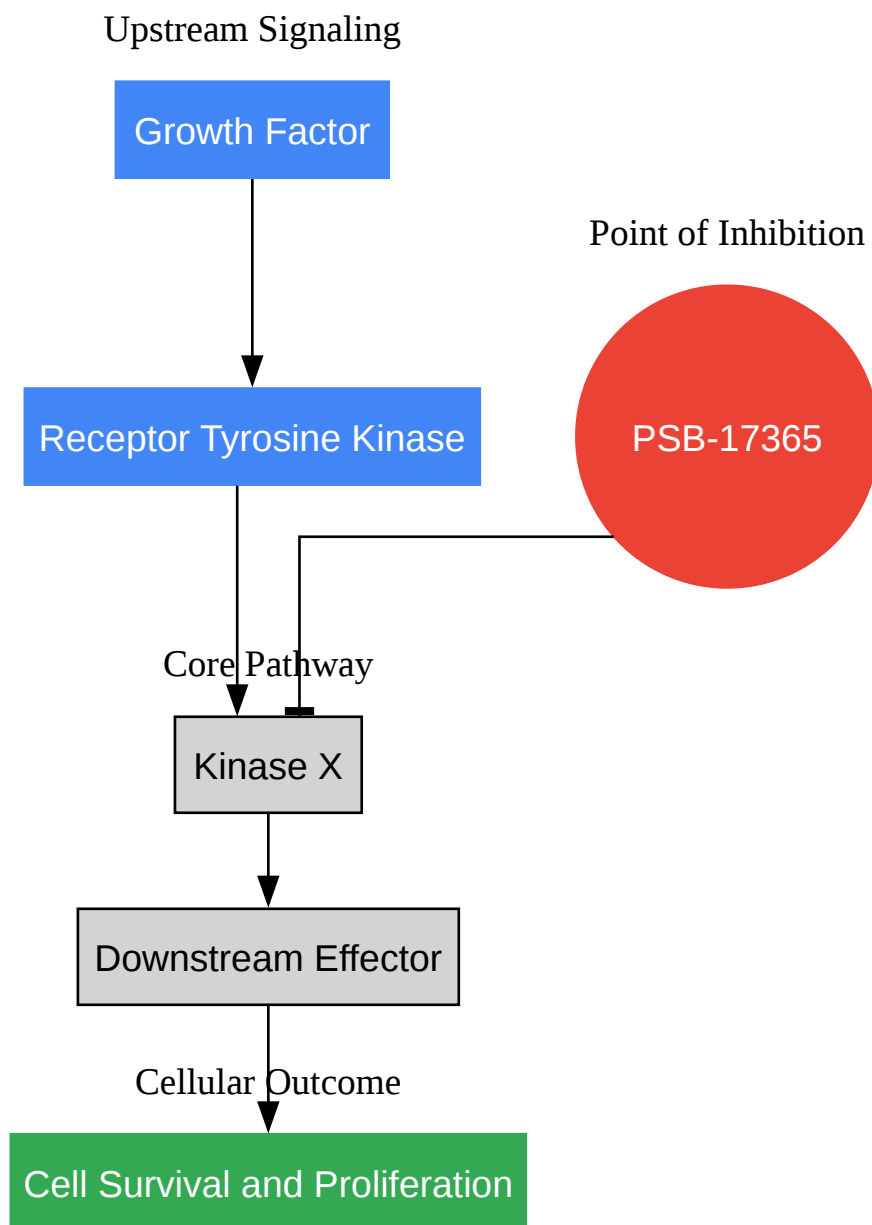 Upstream Signaling
Growth Factor
Point of Inhibition
Receptor Tyrosine Kinase
PSB-17365
Core Pathway
Kinase X
Downstream Effector
Cellular Outcome
Cell Survival and Proliferation